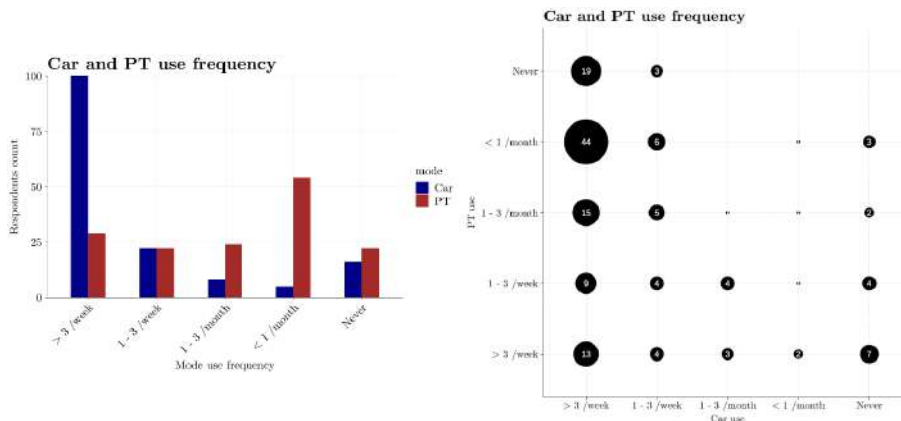 Car and PT use frequency
100
75
50
25
0
Respondents count
> 3 /week
1 - 3 /week
1 - 3 /month
< 1 /month
Never
Mode use frequency
mode
Car
PT
Car and PT use frequency
PT use
Never
19 3
< 1 /month
44 6 3
1 - 3 /month
15 5 2
1 - 3 /week
9 4 4 4
> 3 /week
13 4 3 2 7
> 3 /week 1 - 3 /week 1 - 3 /month < 1 /month Never
Car use